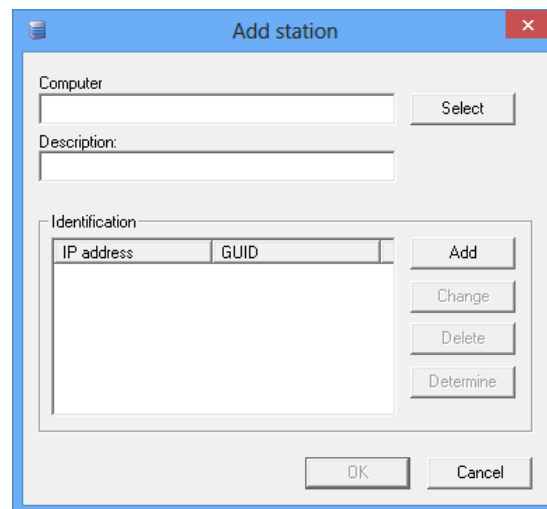 Add station
Computer
Select
Description:
Identification
IP address GUID
Add
Change
Delete
Determine
OK Cancel